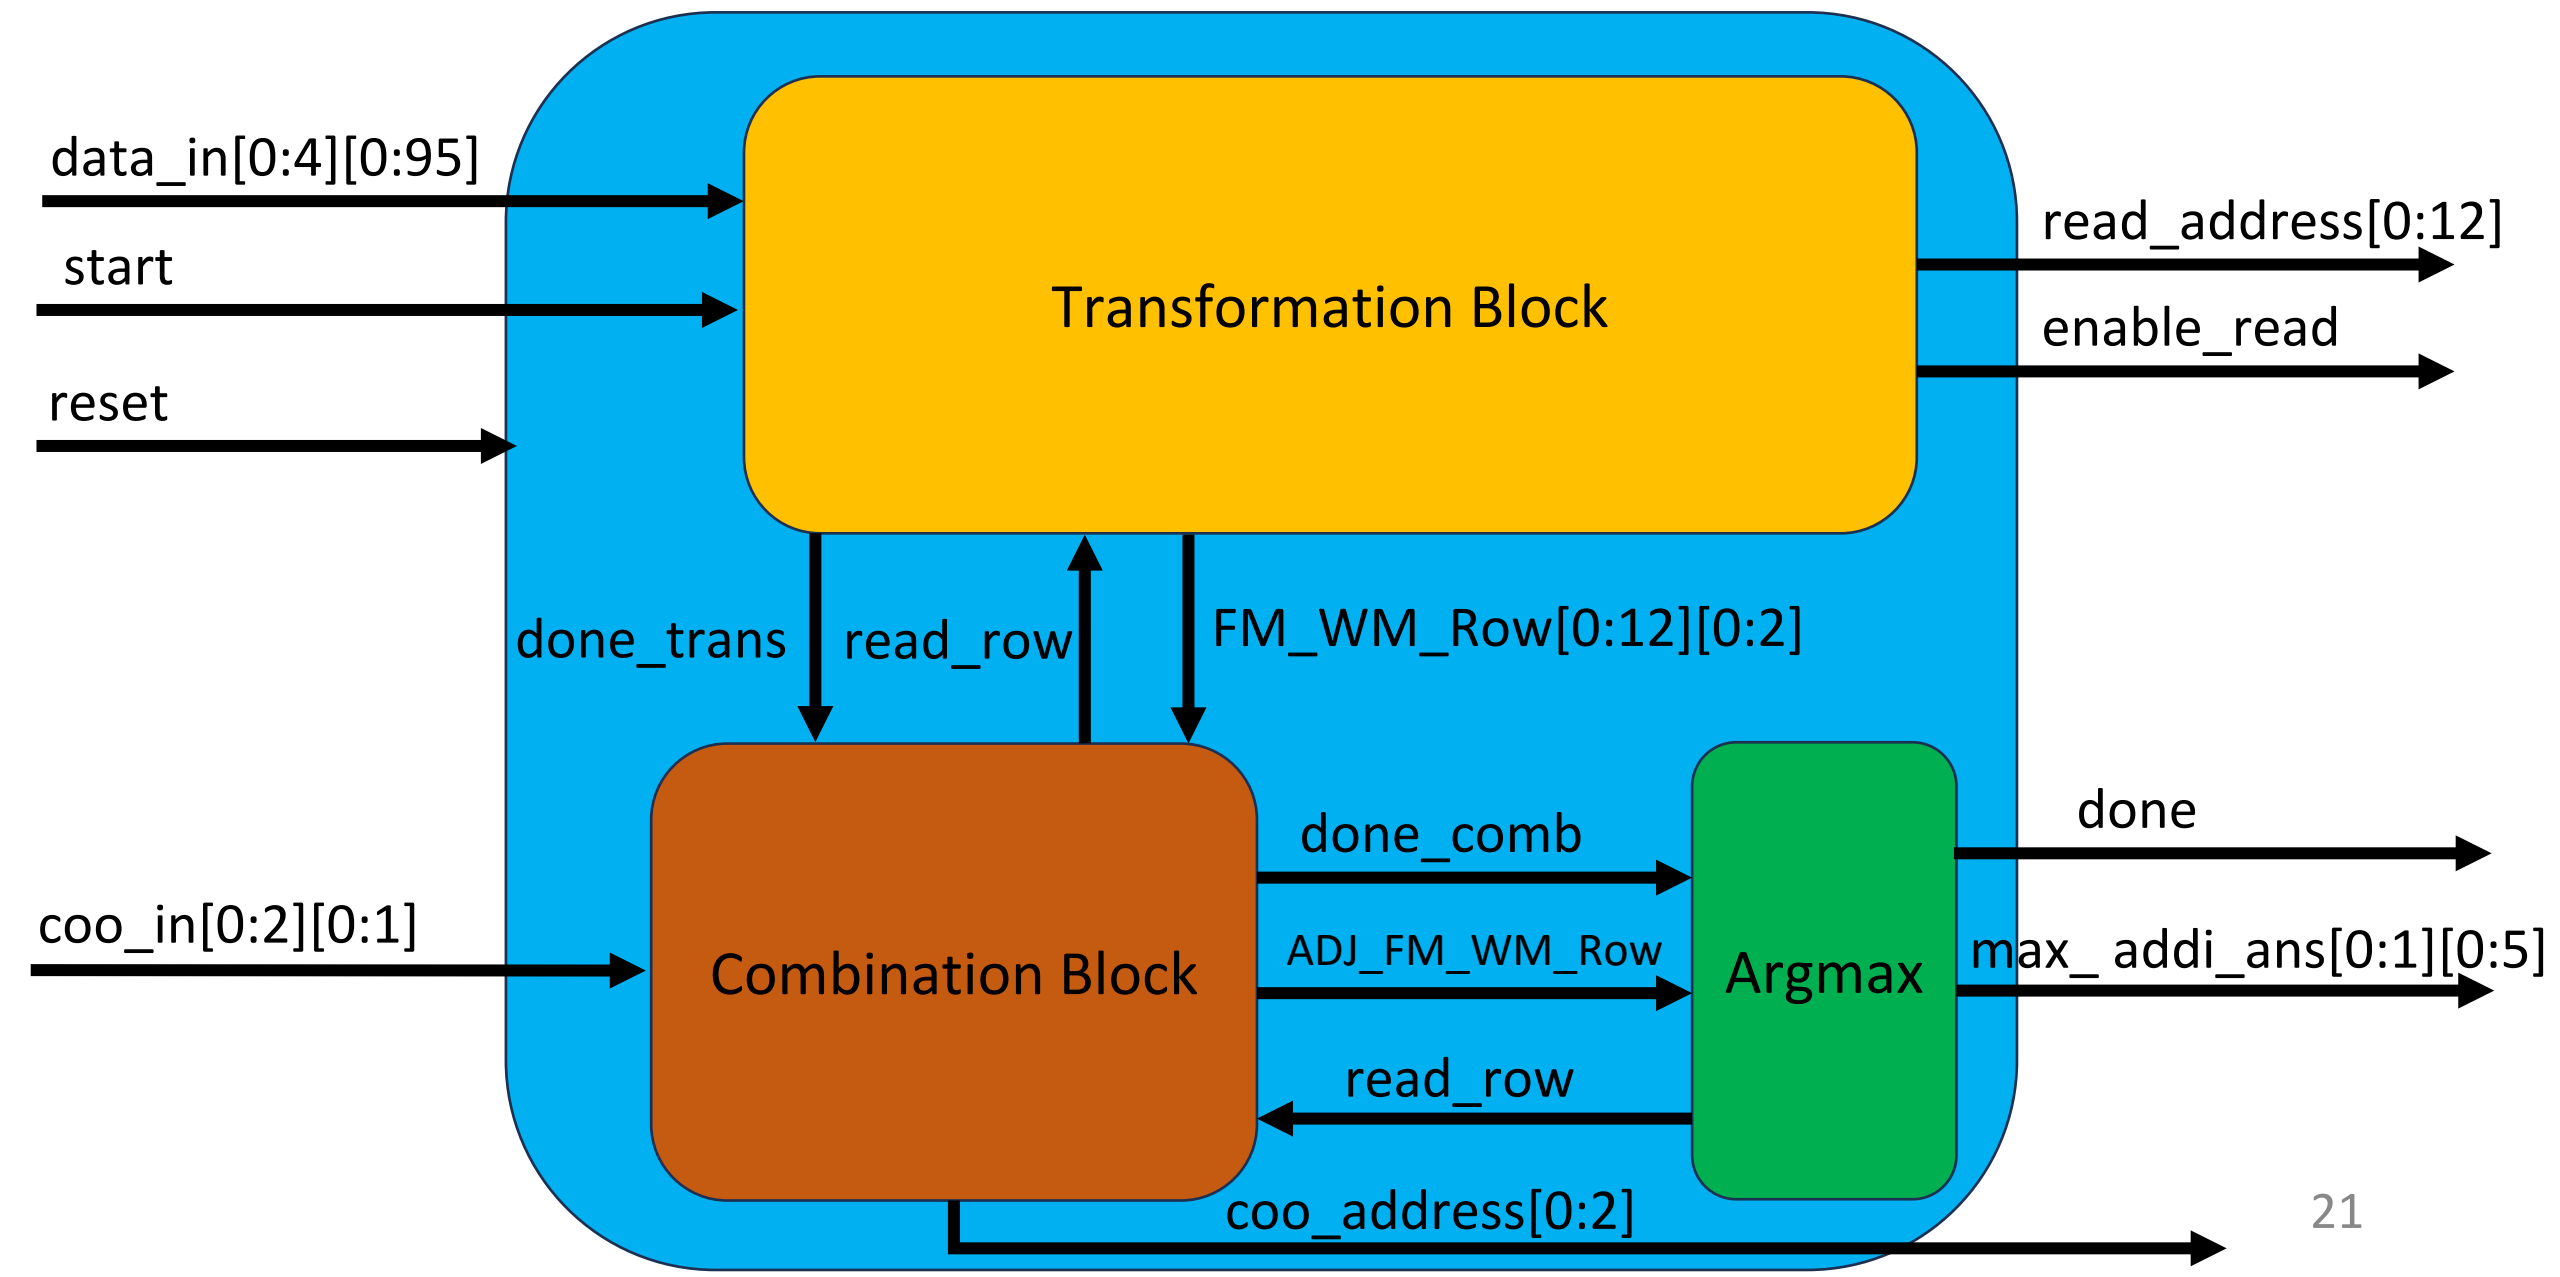 data_in[0:4][0:95]
start
reset
Transformation Block
read_address[0:12]
enable_read
done_trans
read_row
FM_WM_Row[0:12][0:2]
coo_in[0:2][0:1]
Combination Block
done_comb
ADJ_FM_WM_Row
read_row
Argmax
done
max_ addi_ans[0:1][0:5]
coo_address[0:2]
21